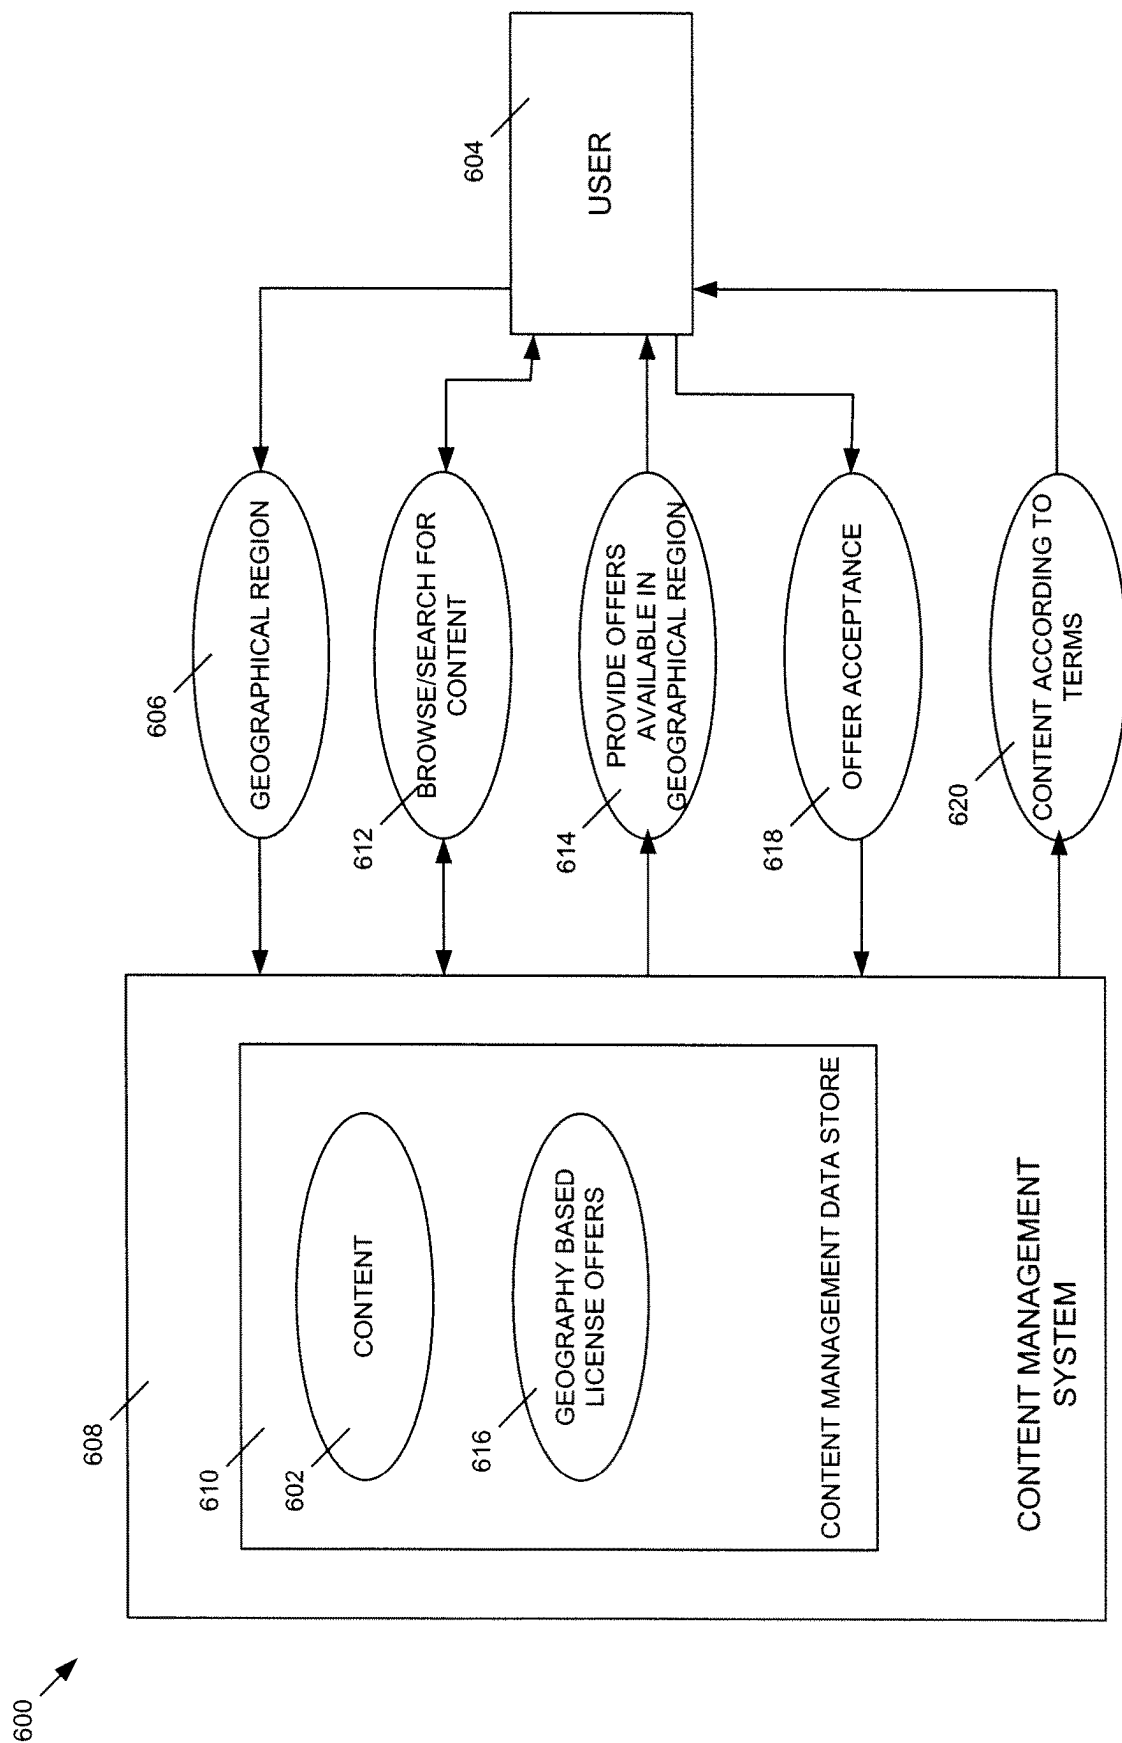 600
608
610
602
CONTENT
616
GEOGRAPHY BASED
LICENSE OFFERS
CONTENT MANAGEMENT DATA STORE
CONTENT MANAGEMENT
SYSTEM
606
GEOGRAPHICAL REGION
612
BROWSE/SEARCH FOR
CONTENT
614
PROVIDE OFFERS
AVAILABLE IN
GEOGRAPHICAL REGION
618
OFFER ACCEPTANCE
620
CONTENT ACCORDING TO
TERMS
604
USER